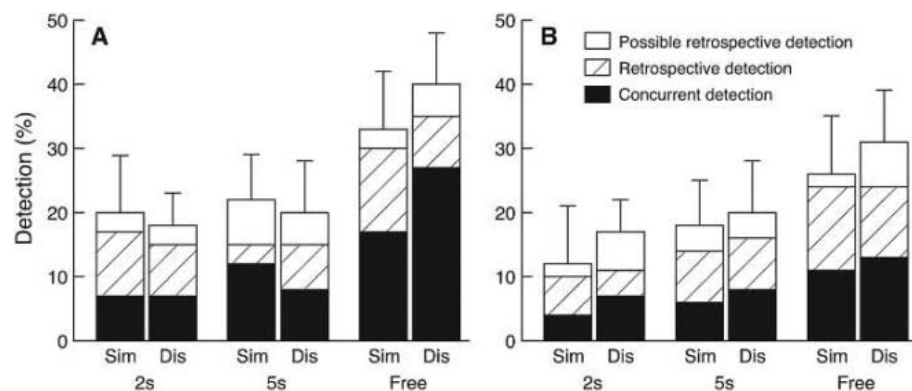 50
40
30
20
10
0
Detection (%)
A
Sim Dis Sim Dis Sim Dis
2s 5s Free
50
40
30
20
10
0
B
Possible retrospective detection
Retrospective detection
Concurrent detection
Sim Dis Sim Dis Sim Dis
2s 5s Free